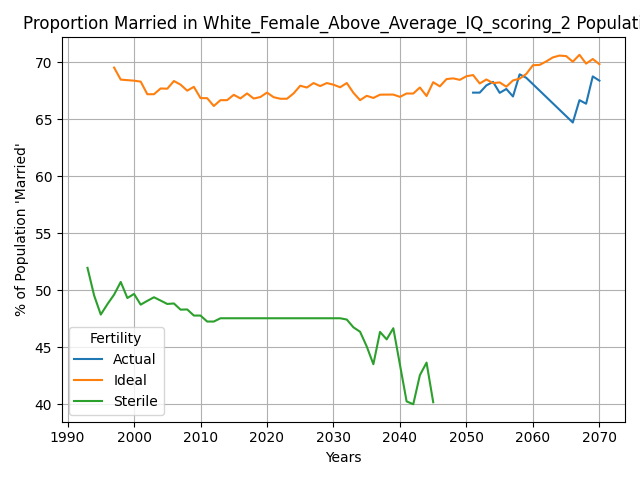 Proportion Married in White_Female_Above_Average_IQ_scoring_2 Populati
% of Population 'Married'
70
65
60
55
50
45
40
Fertility
Actual
Ideal
Sterile
1990 2000 2010 2020 2030 2040 2050 2060 2070
Years